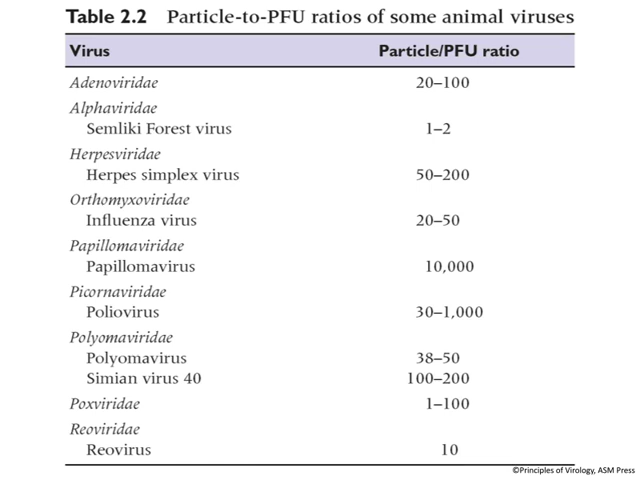 Table 2.2 Particle-to-PFU ratios of some animal viruses
Virus Particle/PFU ratio
Adenoviridae 20–100
Alphaviridae
Semliki Forest virus 1–2
Herpesviridae
Herpes simplex virus 50–200
Orthomyxoviridae
Influenza virus 20–50
Papillomaviridae
Papillomavirus 10,000
Picornaviridae
Poliovirus 30–1,000
Polyomaviridae
Polyomavirus 38–50
Simian virus 40 100–200
Poxviridae 1–100
Reoviridae
Reovirus 10
©Principles of Virology, ASM Press